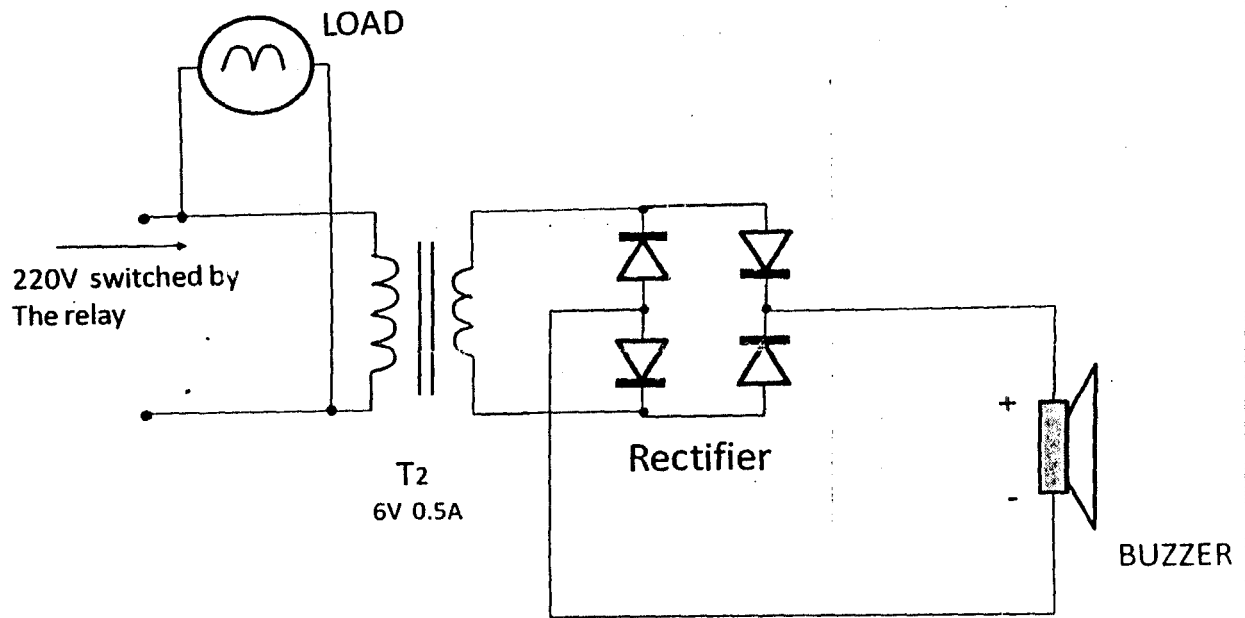 LOAD
220V switched by
The relay
T2
6V 0.5A
Rectifier
+
-
BUZZER